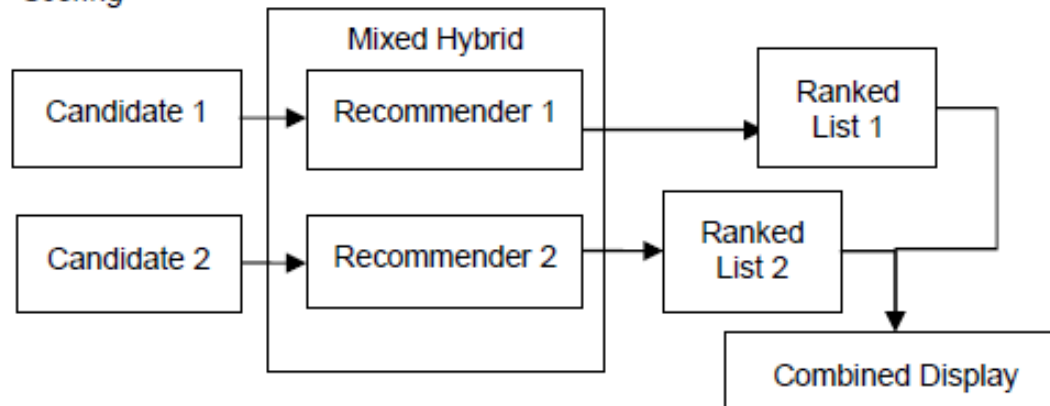 Mixed Hybrid
Candidate 1
Recommender 1
Ranked
List 1
Candidate 2
Recommender 2
Ranked
List 2
Combined Display